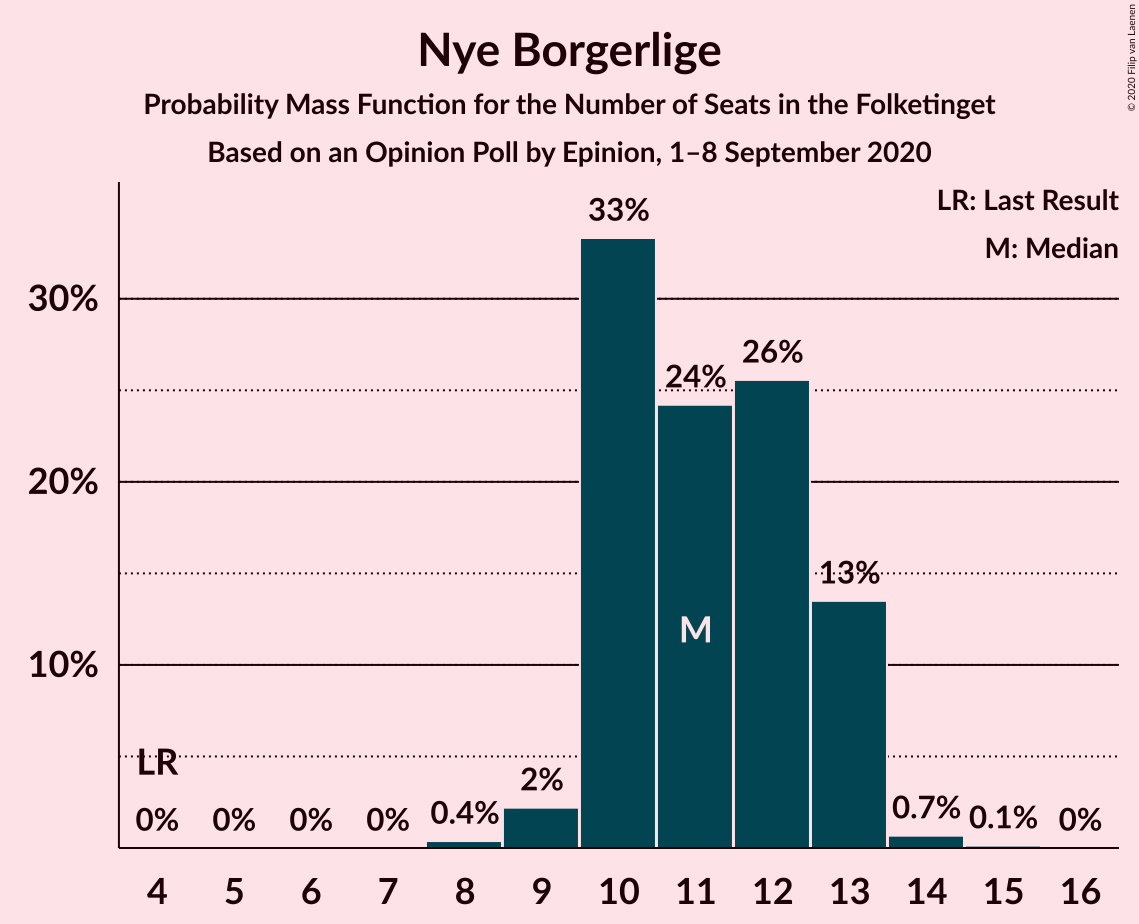 Nye Borgerlige
Probability Mass Function for the Number of Seats in the Folketinget
Based on an Opinion Poll by Epinion, 1–8 September 2020
© 2020 Filip van Laenen
LR: Last Result
M: Median
30%
20%
10%
33%
24%
26%
13%
M
LR
0%
0%
0%
0%
0.4%
2%
0.7%
0.1%
0%
4 5 6 7 8 9 10 11 12 13 14 15 16